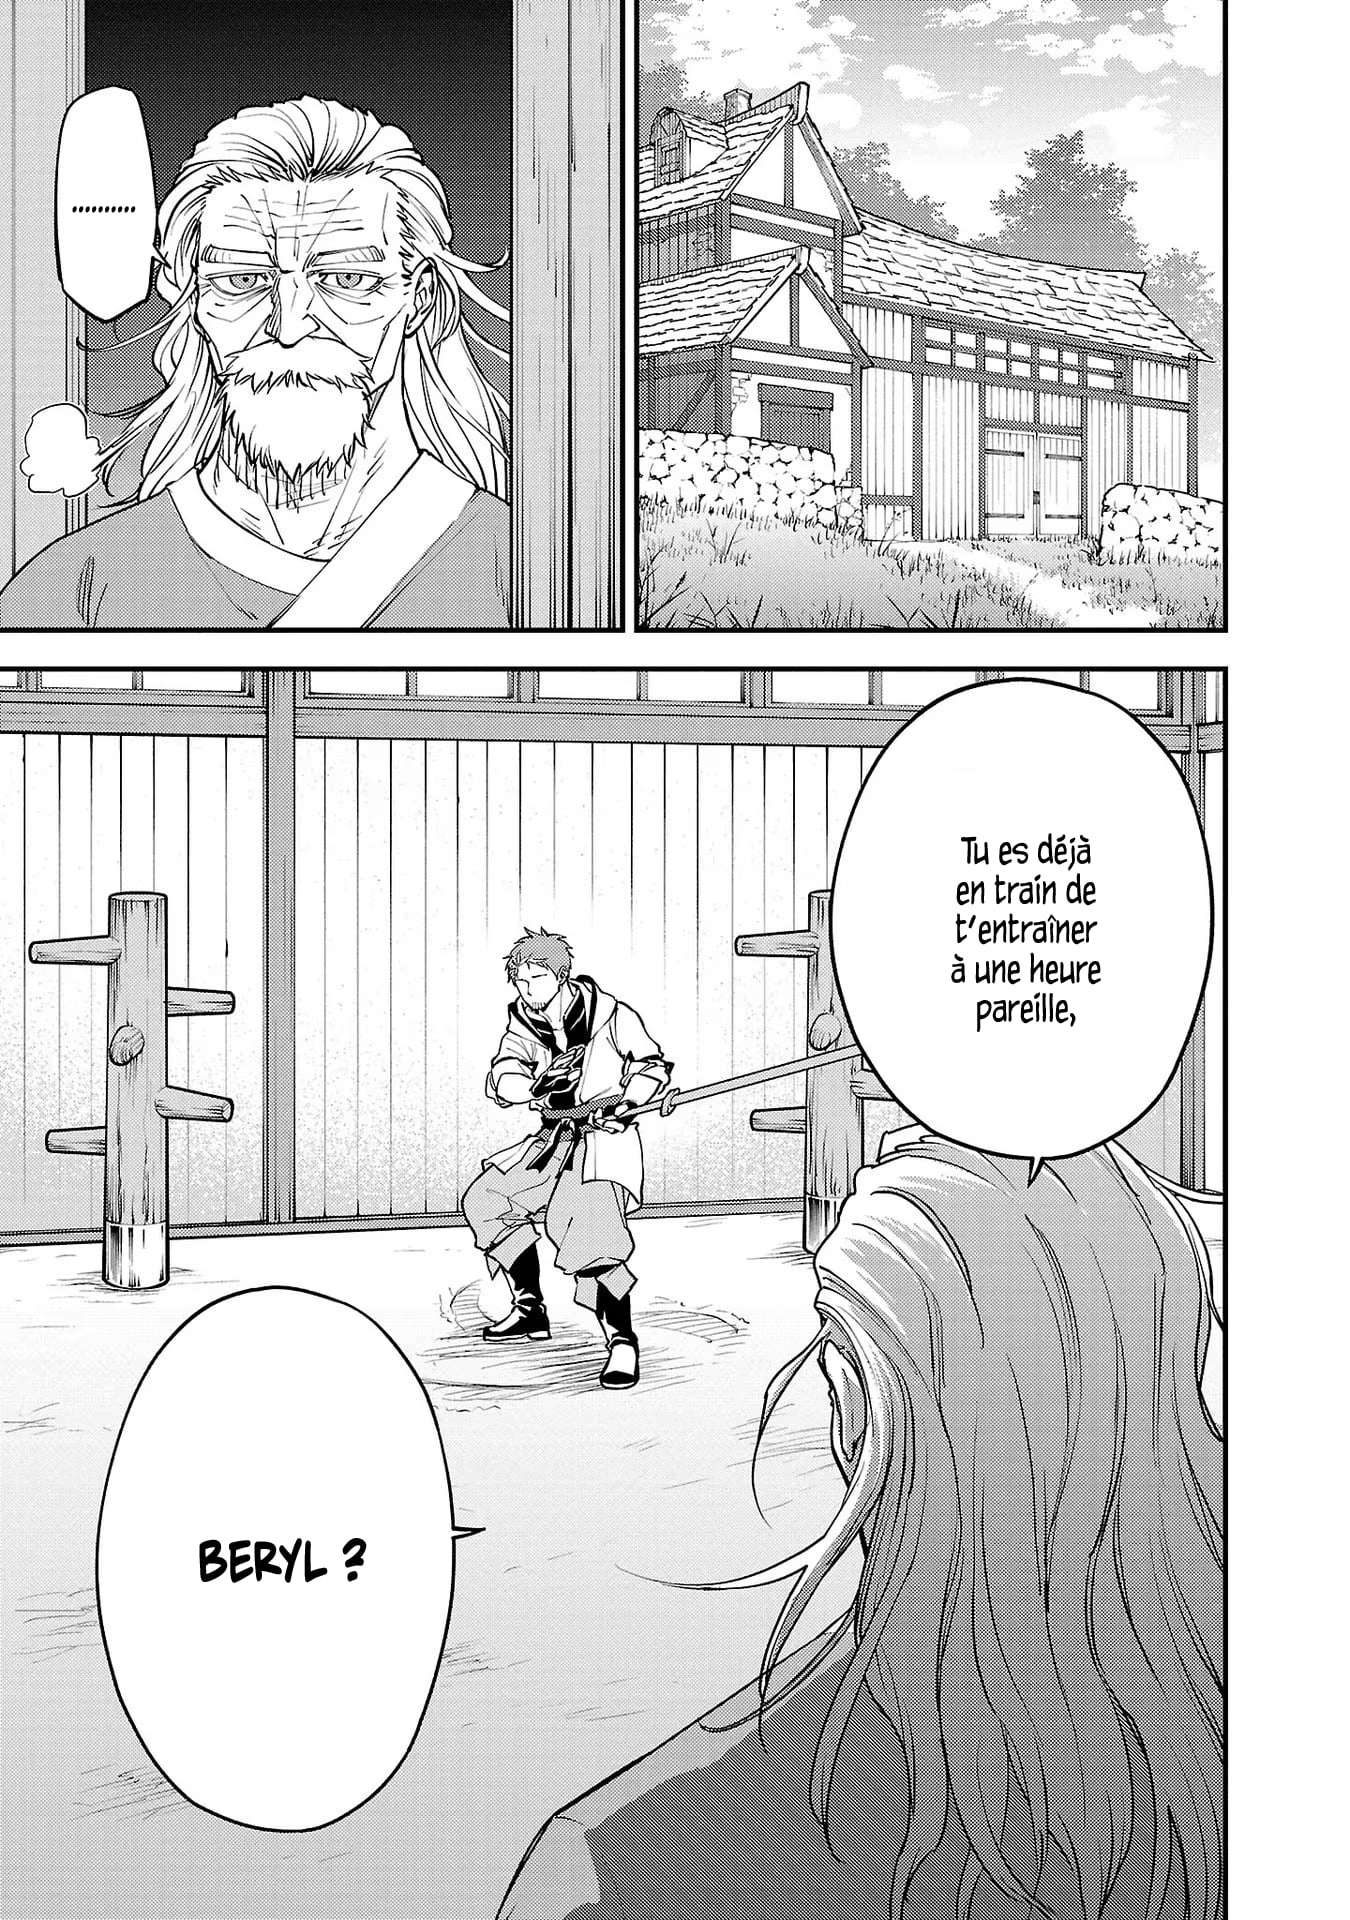 ...........
Tu es déjà
en train de
t'entraîner
à une heure
pareille,
BERYL ?